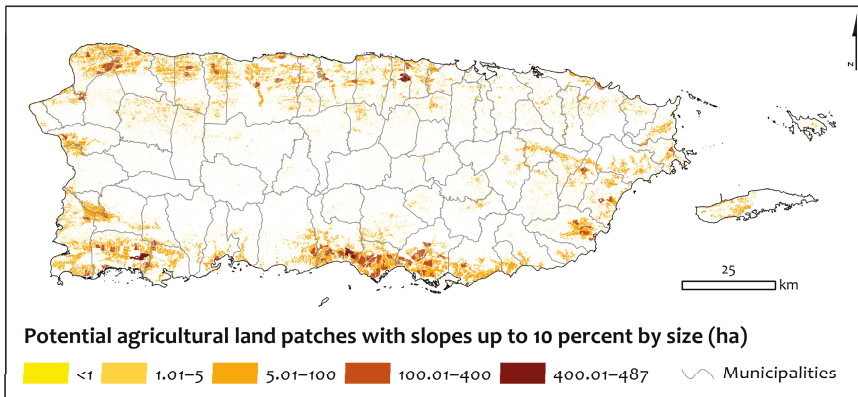 N
25
km
Potential agricultural land patches with slopes up to 10 percent by size (ha)
<1 1.01–5 5.01–100 100.01–400 400.01–487 Municipalities